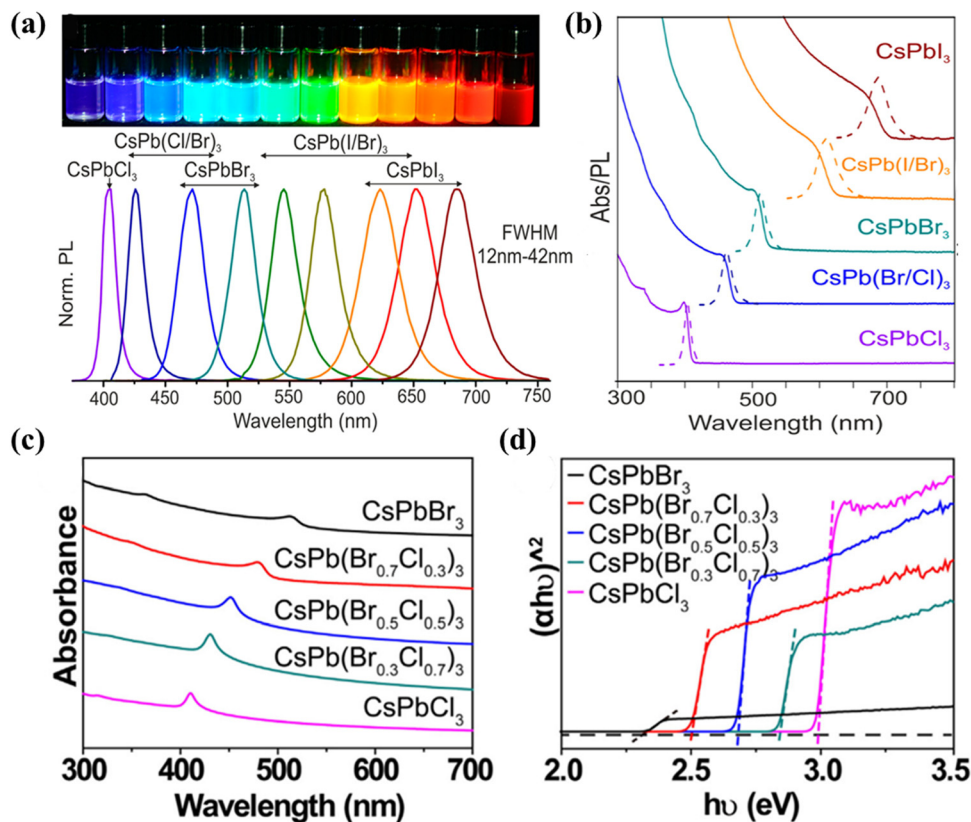 (a)
CsPb(Cl/Br)₃
CsPb(I/Br)₃
CsPbCl₃
CsPbBr₃
CsPbI₃
FWHM
12nm-42nm
Norm. PL
400 450 500 550 600 650 700 750
Wavelength (nm)
(b)
CsPbI₃
CsPb(I/Br)₃
CsPbBr₃
CsPb(Br/Cl)₃
CsPbCl₃
Abs/PL
300 400 500 600 700
Wavelength (nm)
(c)
CsPbBr₃
CsPb(Br₀.₇Cl₀.₃)₃
CsPb(Br₀.₅Cl₀.₅)₃
CsPb(Br₀.₃Cl₀.₇)₃
CsPbCl₃
Absorbance
300 400 500 600 700
Wavelength (nm)
(d)
CsPbBr₃
CsPb(Br₀.₇Cl₀.₃)₃
CsPb(Br₀.₅Cl₀.₅)₃
CsPb(Br₀.₃Cl₀.₇)₃
CsPbCl₃
(αhυ)^2
2.0 2.5 3.0 3.5
hυ (eV)